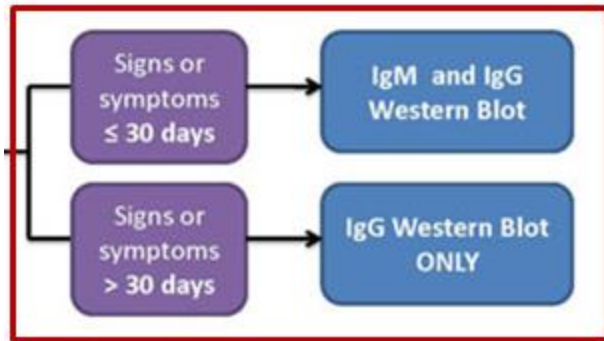 Signs or
symptoms
≤ 30 days
IgM and IgG
Western Blot
Signs or
symptoms
> 30 days
IgG Western Blot
ONLY